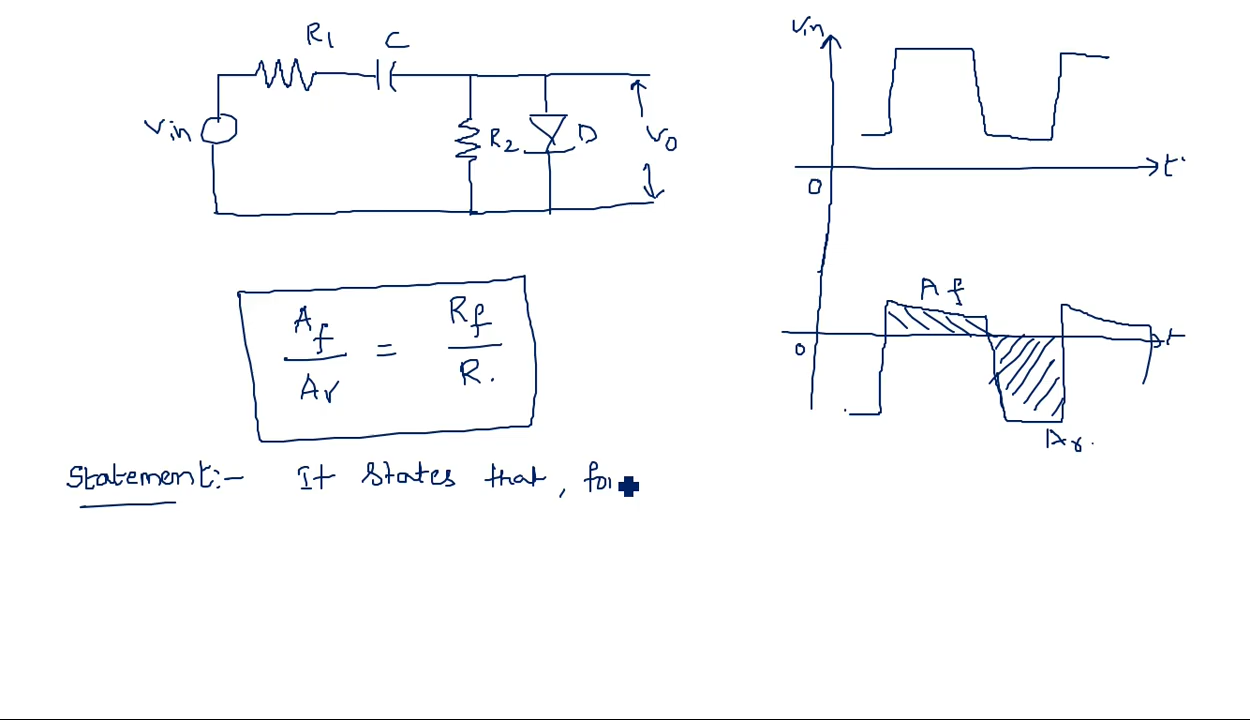 R1
C
Vin
R2
D
V0
Vin
0
t
Af
0
t
Ar.
Af
Ar
=
Rf
R.
Statement:- It states that, for